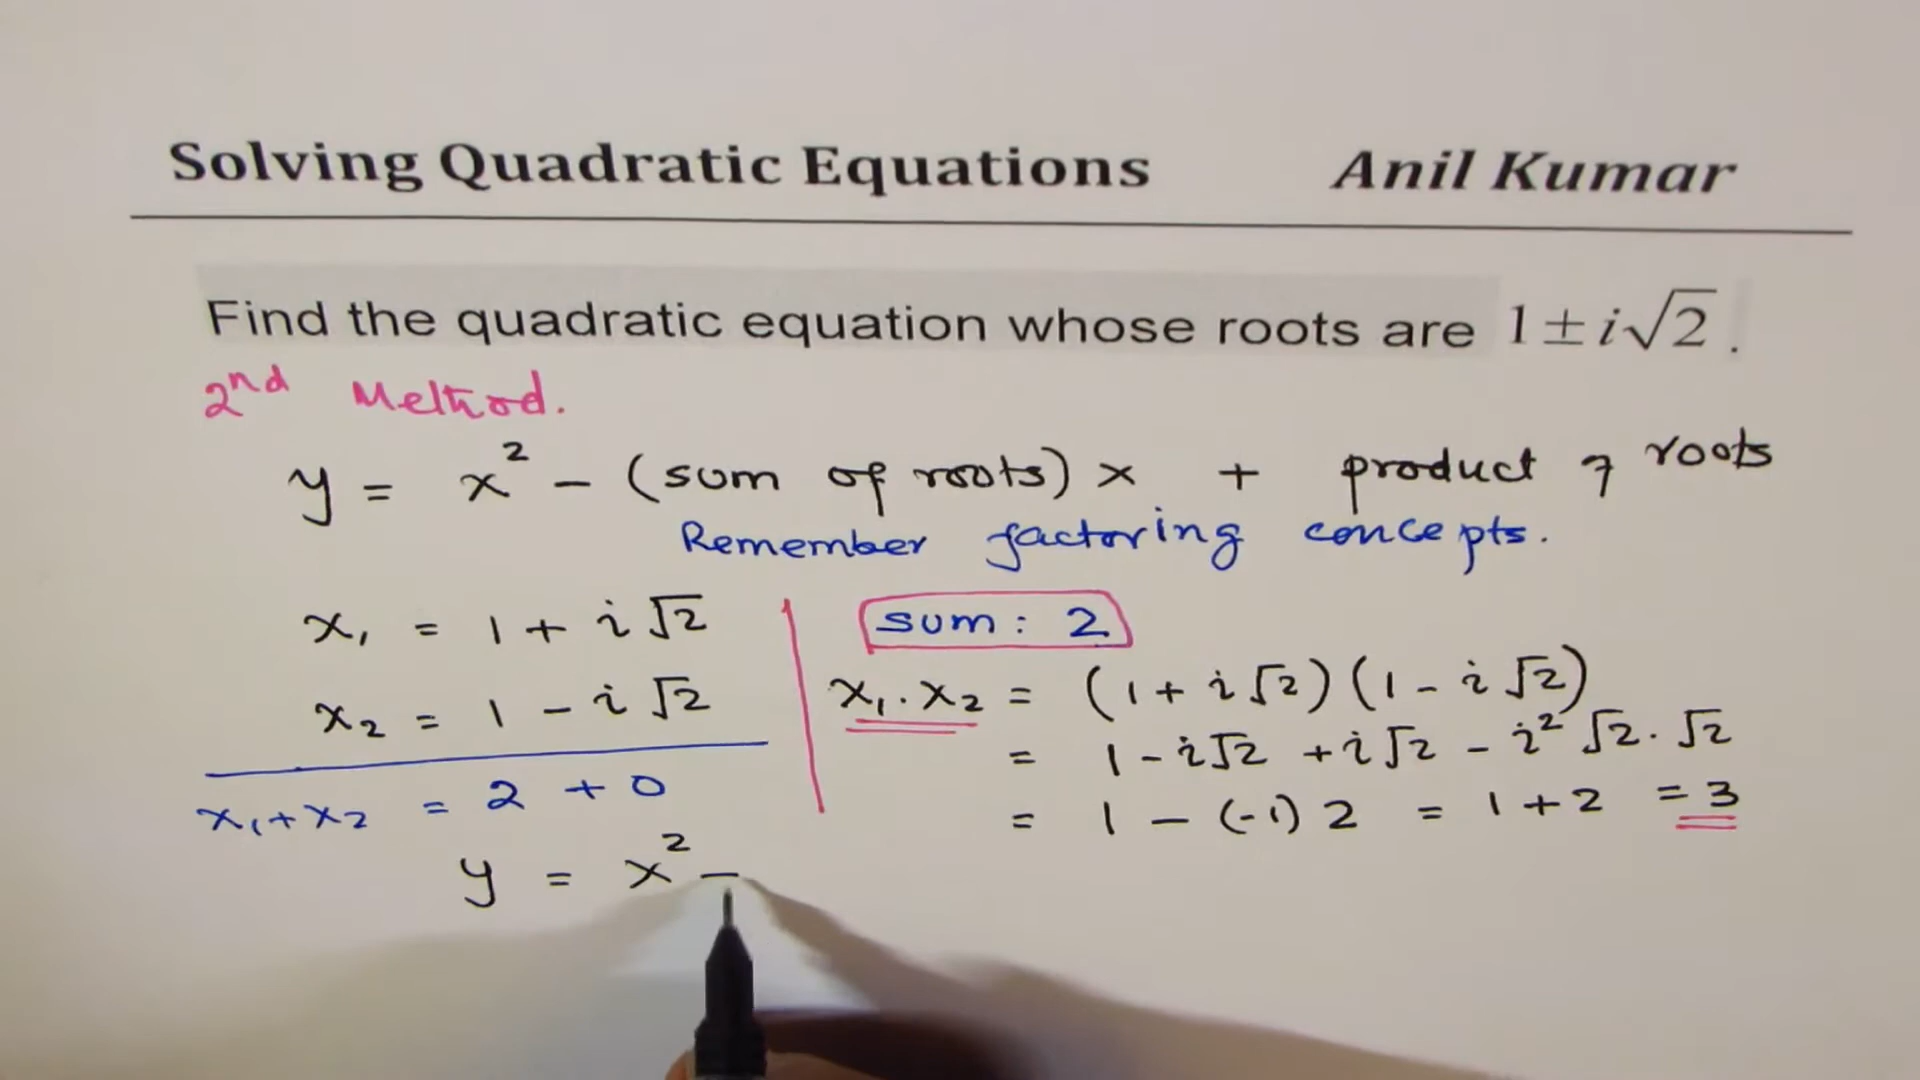 Solving Quadratic Equations Anil Kumar
Find the quadratic equation whose roots are 1 ± i√2.
2nd Method.
y = x² − (sum of roots) x + product of roots
Remember factoring concepts.
x₁ = 1 + i√2
x₂ = 1 − i√2
x₁+x₂ = 2 + 0
sum: 2
x₁·x₂ = (1 + i√2)(1 − i√2)
= 1 − i√2 + i√2 − i²√2·√2
= 1 − (−1) 2 = 1 + 2 = 3
y = x² −